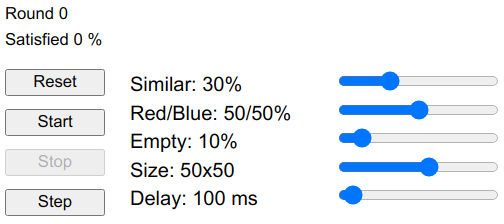 Round 0
Satisfied 0 %
Reset
Start
Stop
Step
Similar: 30%
Red/Blue: 50/50%
Empty: 10%
Size: 50x50
Delay: 100 ms